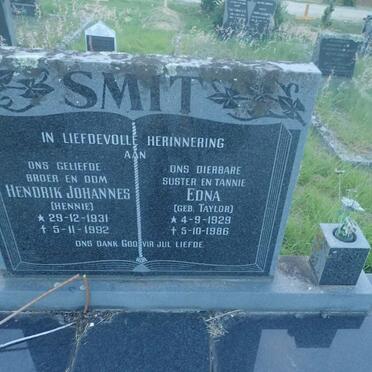 SMIT
IN LIEFDEVOLLE HERINNERING
AAN
ONS GELIEFDE
BROER EN OOM
HENDRIK JOHANNES
(HENNIE)
★ 29-12-1931
✝ 5-11-1992
ONS DIERBARE
SUSTER EN TANNIE
EDNA
(GEB. TAYLOR)
★ 4-9-1929
✝ 5-10-1986
ONS DANK GOD VIR JUL LIEFDE